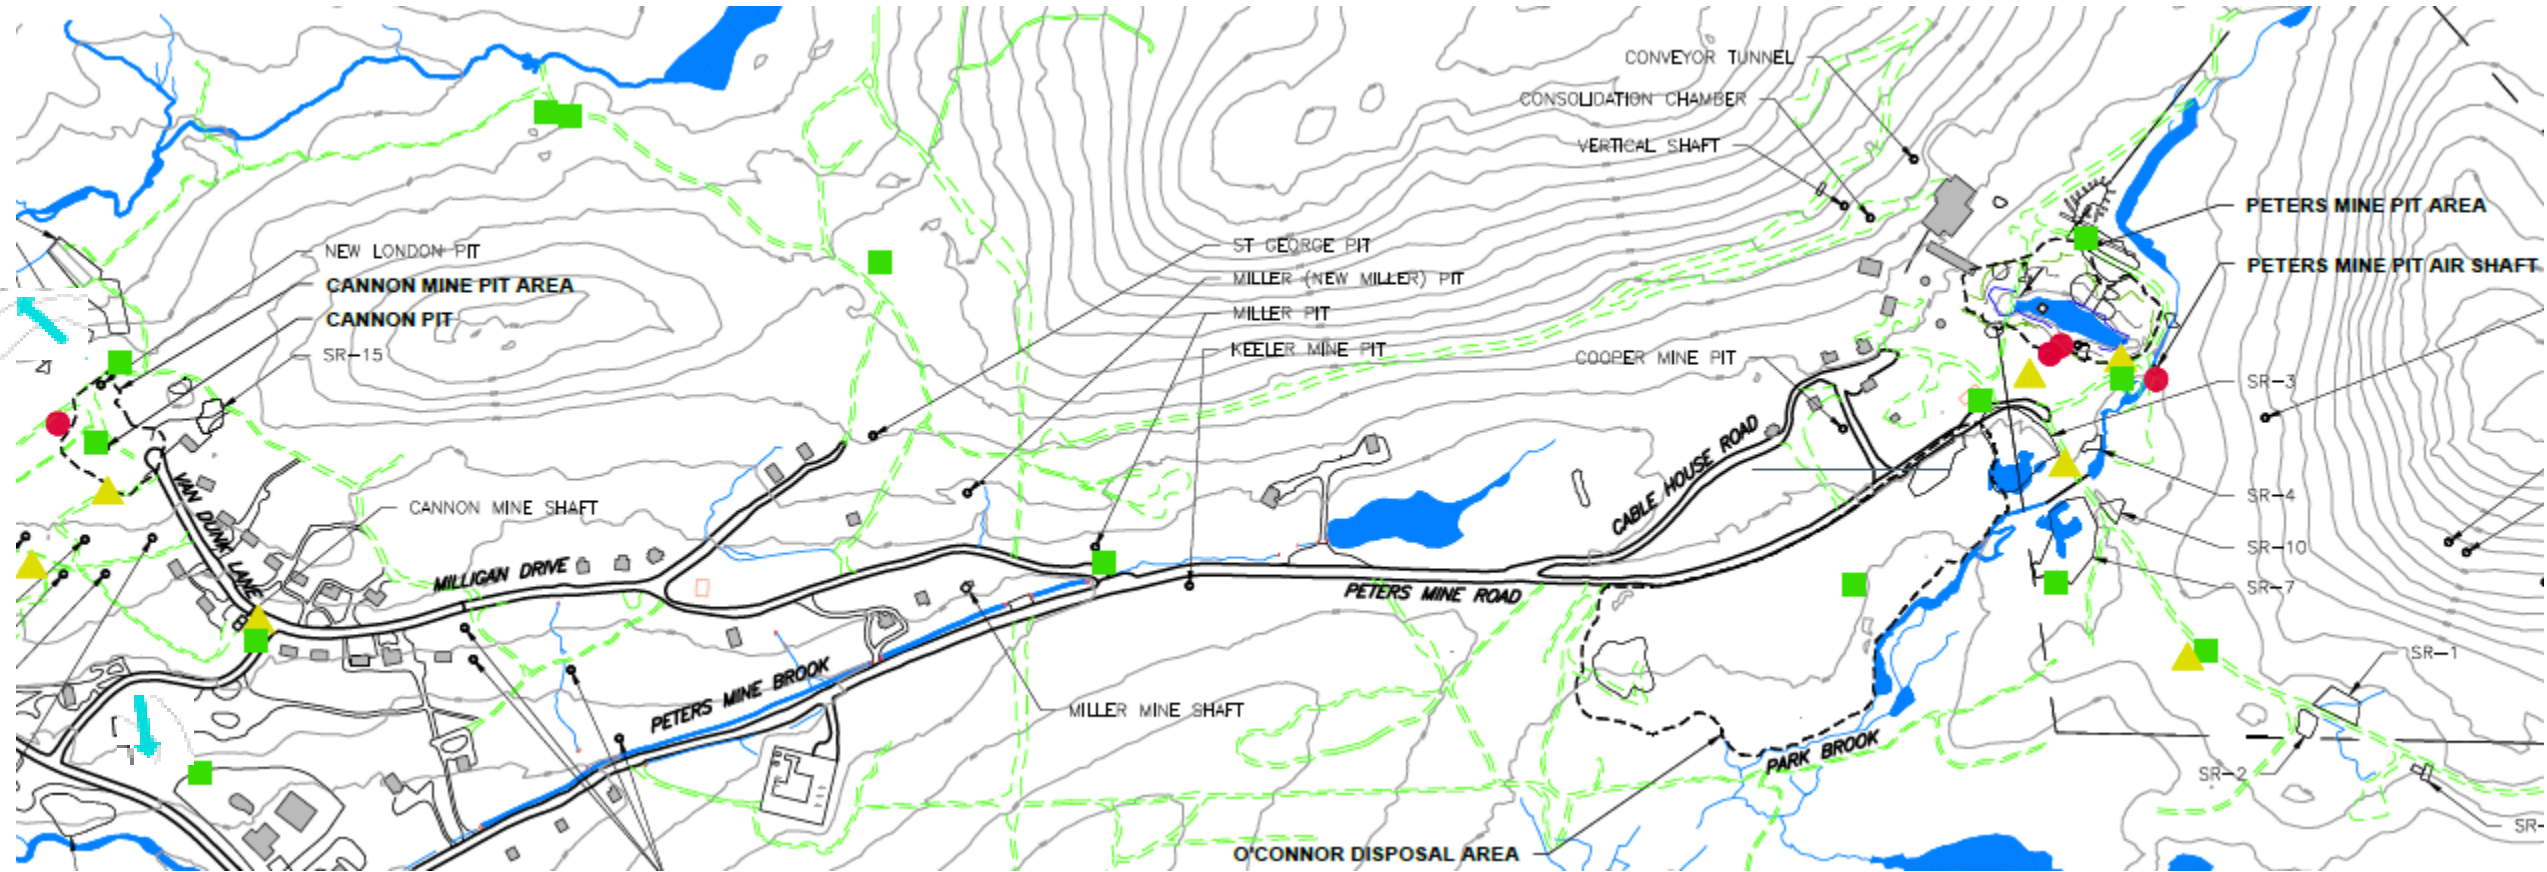 CONVEYOR TUNNEL
CONSOLIDATION CHAMBER
VERTICAL SHAFT
PETERS MINE PIT AREA
NEW LONDON PIT
ST GEORGE PIT
PETERS MINE PIT AIR SHAFT
CANNON MINE PIT AREA
MILLER (NEW MILLER) PIT
CANNON PIT
MILLER PIT
SR-15
KEELER MINE PIT
COOPER MINE PIT
SR-3
CABLE HOUSE ROAD
SR-4
VAN DUNK LANE
CANNON MINE SHAFT
SR-10
MILLIGAN DRIVE
PETERS MINE ROAD
SR-7
SR-1
PETERS MINE BROOK
MILLER MINE SHAFT
PARK BROOK
SR-2
SR-
O'CONNOR DISPOSAL AREA